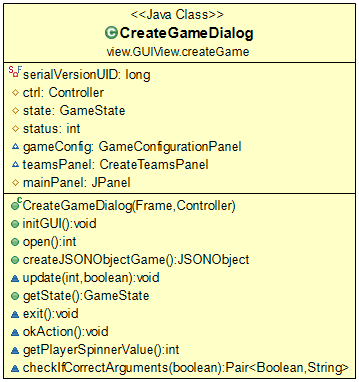 <<Java Class>>
CreateGameDialog
view.GUIView.createGame
serialVersionUID: long
ctrl: Controller
state: GameState
status: int
gameConfig: GameConfigurationPanel
teamsPanel: CreateTeamsPanel
mainPanel: JPanel
CreateGameDialog(Frame,Controller)
initGUI():void
open():int
createJSONObjectGame():JSONObject
update(int,boolean):void
getState():GameState
exit():void
okAction():void
getPlayerSpinnerValue():int
checkIfCorrectArguments(boolean):Pair<Boolean,String>